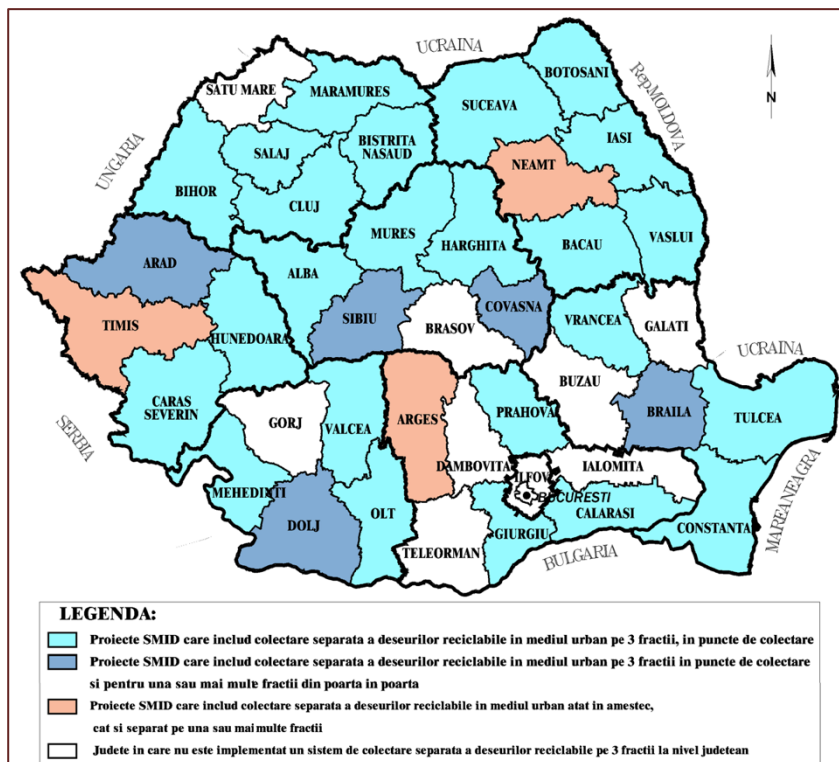 UCRAINA
BOTOSANI
SATU MARE
MARAMURES
SUCEAVA
Rep.MOLDOVA
N
IASI
UNGARIA
SALAJ
BISTRITA
NASAUD
NEAMT
BIHOR
CLUJ
MURES
HARGHITA
BACAU
VASLUI
ARAD
ALBA
TIMIS
HUNEDOARA
SIBIU
BRASOV
COVASNA
VRANCEA
GALATI
UCRAINA
CARAS
SEVERIN
GORJ
VALCEA
ARGES
PRAHOVA
BUZAU
BRAILA
TULCEA
SERBIA
DAMBOVITA
ILFOV
IALOMITA
BUCURESTI
MAREANEAGRA
MEHEDINTI
DOLJ
OLT
TELEORMAN
GIURGIU
CALARASI
CONSTANTA
BULGARIA
LEGENDA:
Proiecte SMID care includ colectare separata a deseurilor reciclabile in mediul urban pe 3 fractii, in puncte de colectare
Proiecte SMID care includ colectare separata a deseurilor reciclabile in mediul urban pe 3 fractii in puncte de colectare
si pentru una sau mai multe fractii din poarta in poarta
Proiecte SMID care includ colectare separata a deseurilor reciclabile in mediul urban atat in amestec,
cat si separat pe una sau mai multe fractii
Judete in care nu este implementat un sistem de colectare separata a deseurilor reciclabile pe 3 fractii la nivel judetean